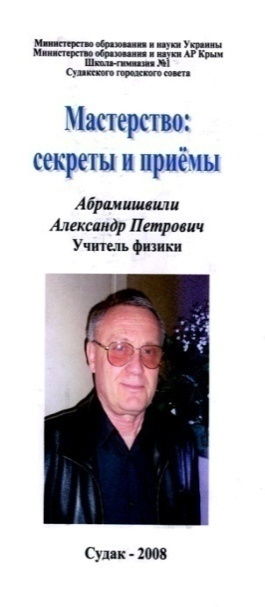 Министерство образования и науки Украины
Министерство образования и науки АР Крым
Школа-гимназия №1
Судакского городского совета
Мастерство:
секреты и приёмы
Абрамишвили
Александр Петрович
Учитель физики
Судак - 2008